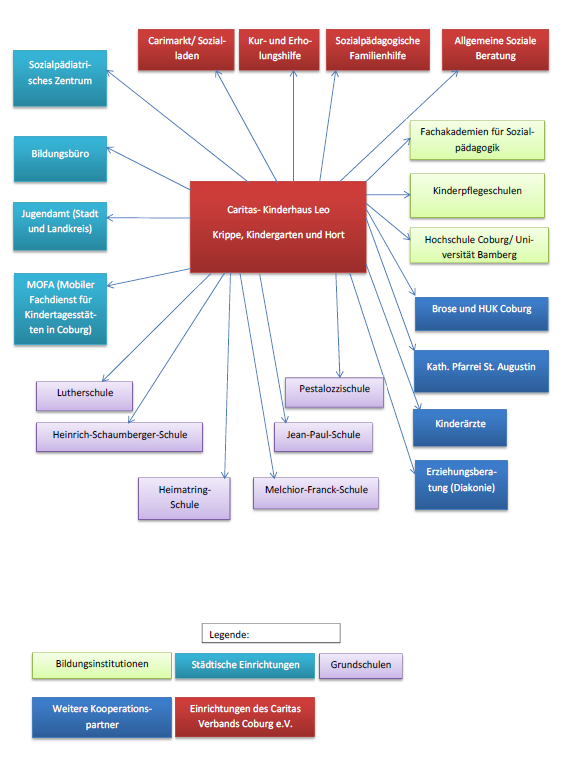 Carimarkt/ Sozial-
laden
Kur- und Erho-
lungshilfe
Sozialpädagogische
Familienhilfe
Allgemeine Soziale
Beratung
Sozialpädiatri-
sches Zentrum
Bildungsbüro
Jugendamt (Stadt
und Landkreis)
MOFA (Mobiler
Fachdienst für
Kindertagesstät-
ten in Coburg)
Caritas- Kinderhaus Leo
Krippe, Kindergarten und Hort
Fachakademien für Sozial-
pädagogik
Kinderpflegeschulen
Hochschule Coburg/ Uni-
versität Bamberg
Brose und HUK Coburg
Kath. Pfarrei St. Augustin
Kinderärzte
Erziehungsbera-
tung (Diakonie)
Lutherschule
Pestalozzischule
Heinrich-Schaumberger-Schule
Jean-Paul-Schule
Heimatring-
Schule
Melchior-Franck-Schule
Legende:
Bildungsinstitutionen
Städtische Einrichtungen
Grundschulen
Weitere Kooperations-
partner
Einrichtungen des Caritas
Verbands Coburg e.V.